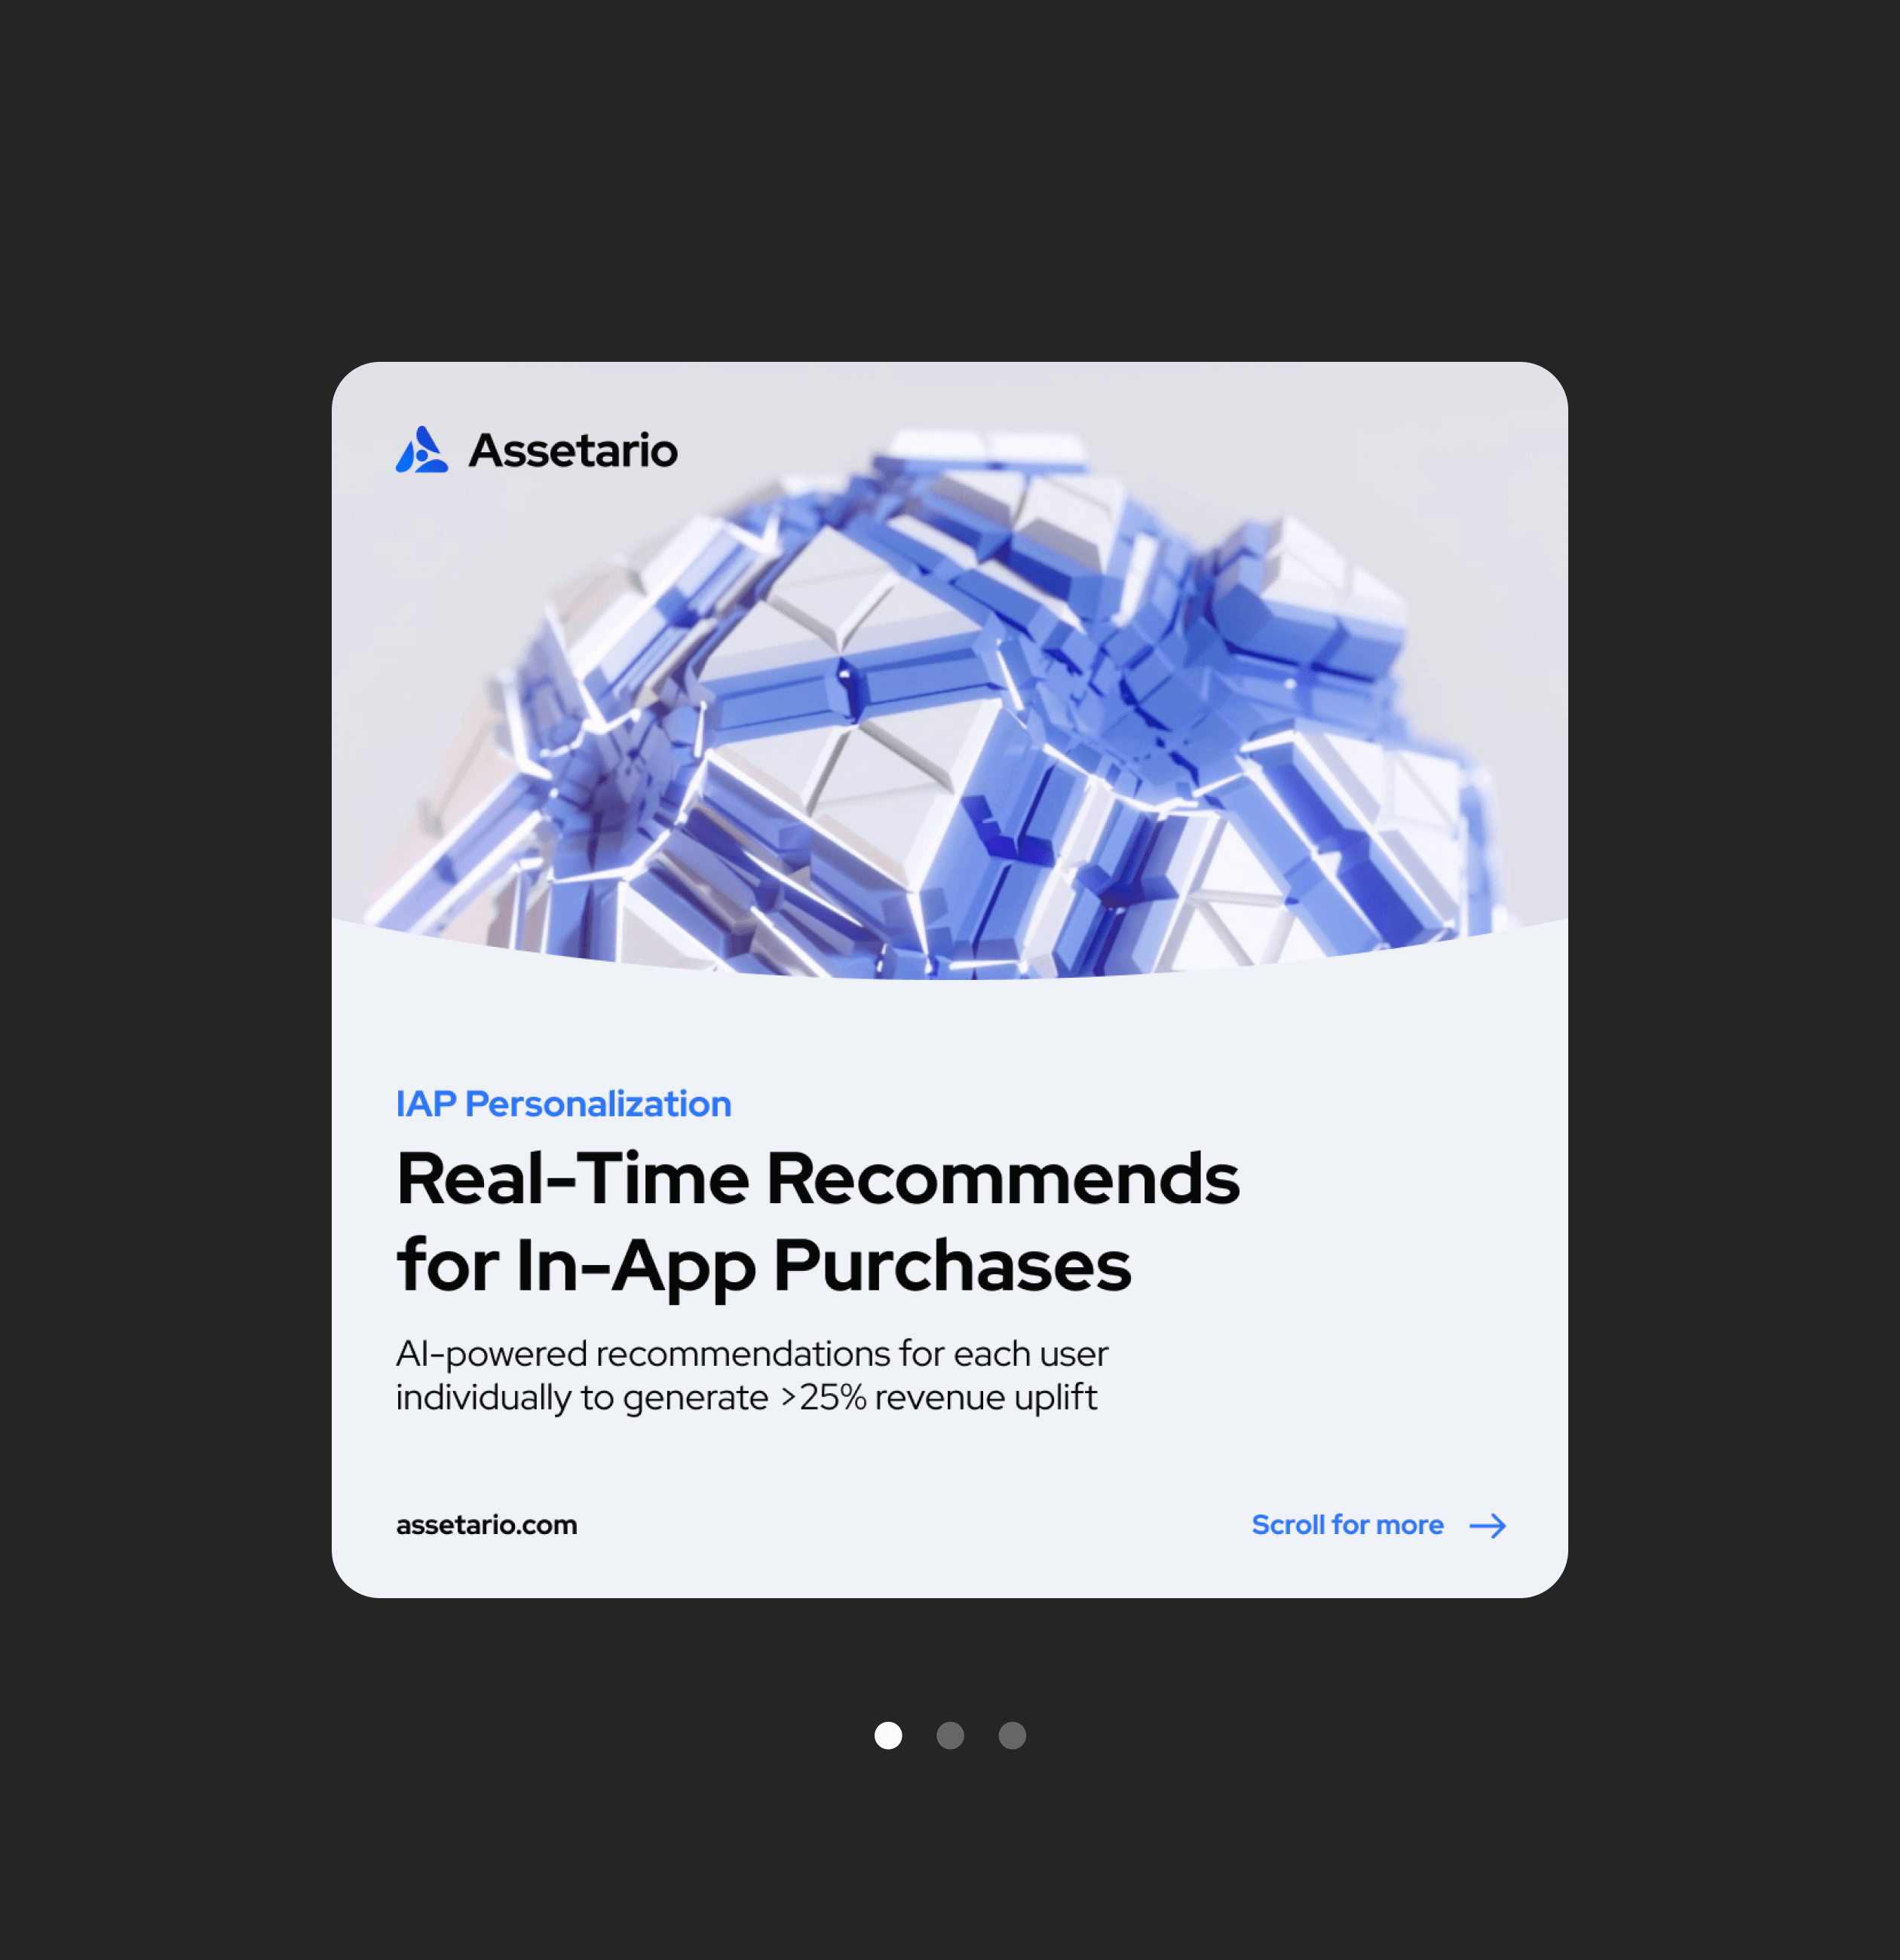 Assetario
IAP Personalization
Real-Time Recommends
for In-App Purchases
AI-powered recommendations for each user
individually to generate >25% revenue uplift
assetario.com
Scroll for more